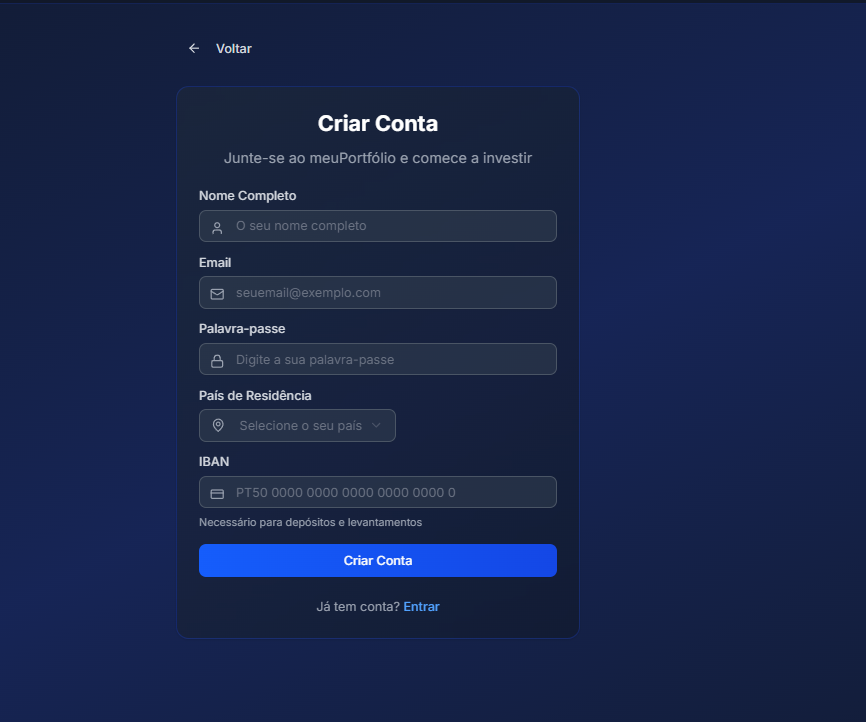 Voltar
Criar Conta
Junte-se ao meuPortfólio e comece a investir
Nome Completo
O seu nome completo
Email
seuemail@exemplo.com
Palavra-passe
Digite a sua palavra-passe
País de Residência
Selecione o seu país
IBAN
PT50 0000 0000 0000 0000 0000 0
Necessário para depósitos e levantamentos
Criar Conta
Já tem conta? Entrar